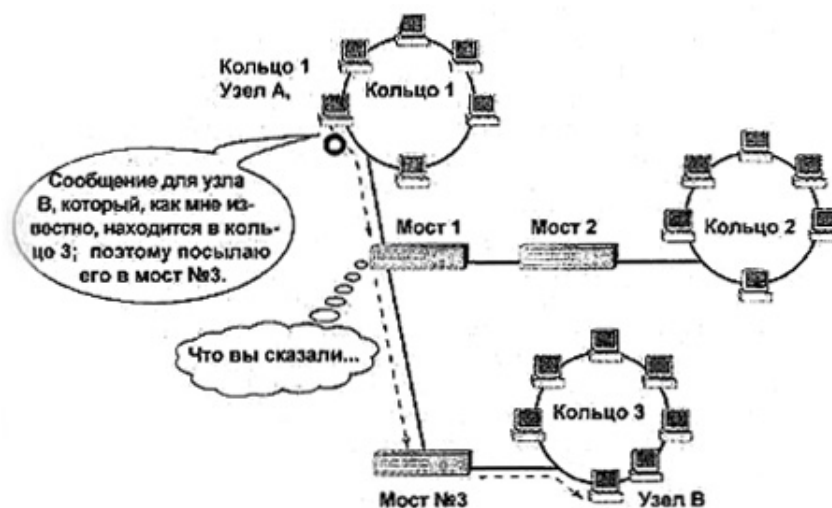 Кольцо 1
Узел А,
Кольцо 1
Сообщение для узла
В, который, как мне из-
вестно, находится в коль-
цо 3; поэтому посылаю
его в мост №3.
Мост 1
Мост 2
Кольцо 2
Что вы сказали...
Кольцо 3
Мост №3
Узел В